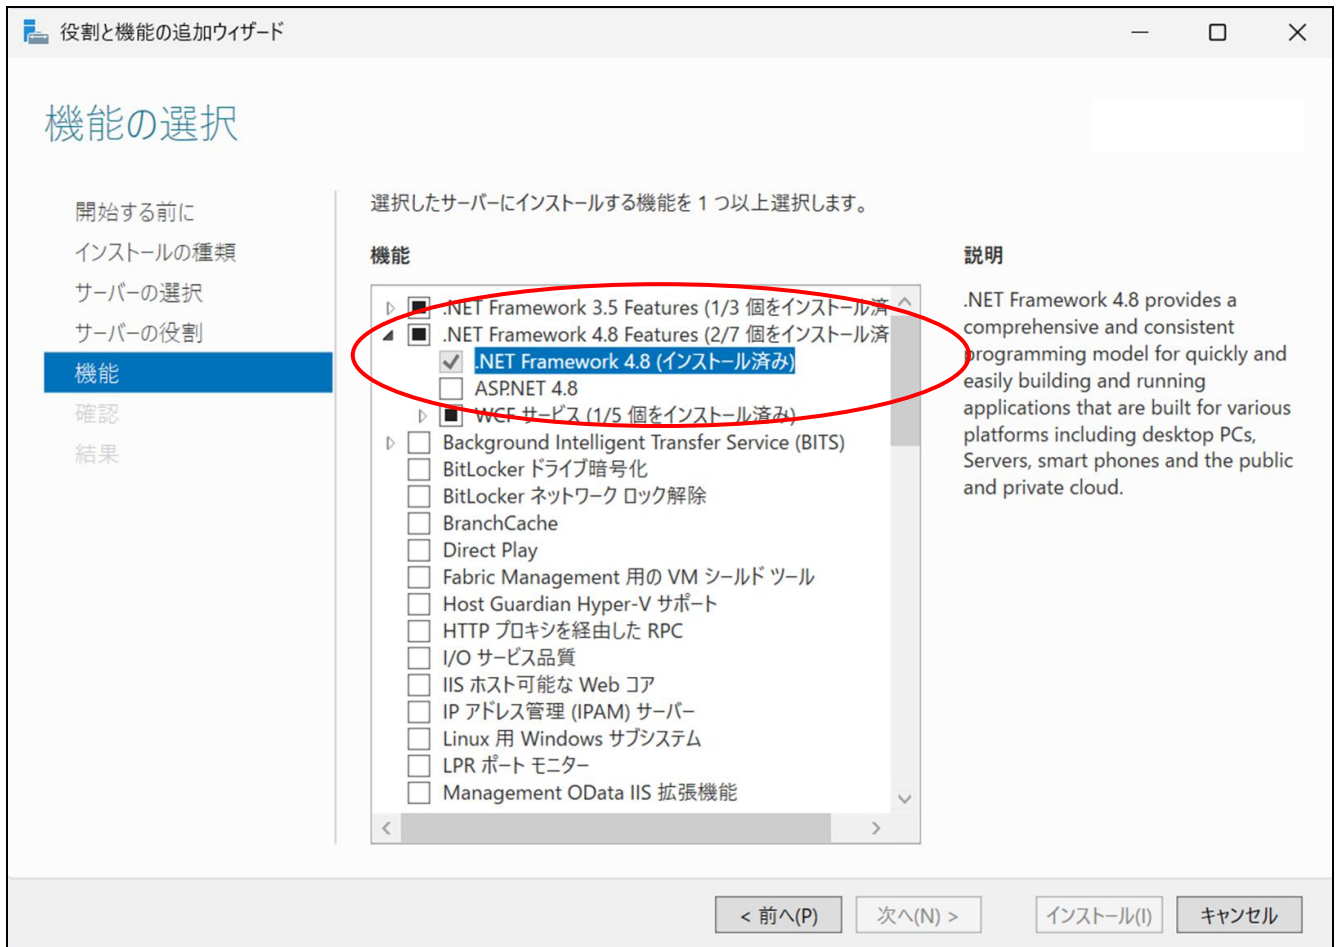 役割と機能の追加ウィザード
機能の選択
開始する前に
インストールの種類
サーバーの選択
サーバーの役割
機能
確認
結果
選択したサーバーにインストールする機能を 1 つ以上選択します。
機能
.NET Framework 3.5 Features (1/3 個をインストール済
.NET Framework 4.8 Features (2/7 個をインストール済
.NET Framework 4.8 (インストール済み)
ASP.NET 4.8
WCF サービス (1/5 個をインストール済み)
Background Intelligent Transfer Service (BITS)
BitLocker ドライブ暗号化
BitLocker ネットワーク ロック解除
BranchCache
Direct Play
Fabric Management 用の VM シールド ツール
Host Guardian Hyper-V サポート
HTTP プロキシを経由した RPC
I/O サービス品質
IIS ホスト可能な Web コア
IP アドレス管理 (IPAM) サーバー
Linux 用 Windows サブシステム
LPR ポート モニター
Management OData IIS 拡張機能
説明
.NET Framework 4.8 provides a
comprehensive and consistent
programming model for quickly and
easily building and running
applications that are built for various
platforms including desktop PCs,
Servers, smart phones and the public
and private cloud.
< 前へ(P)
次へ(N) >
インストール(I)
キャンセル